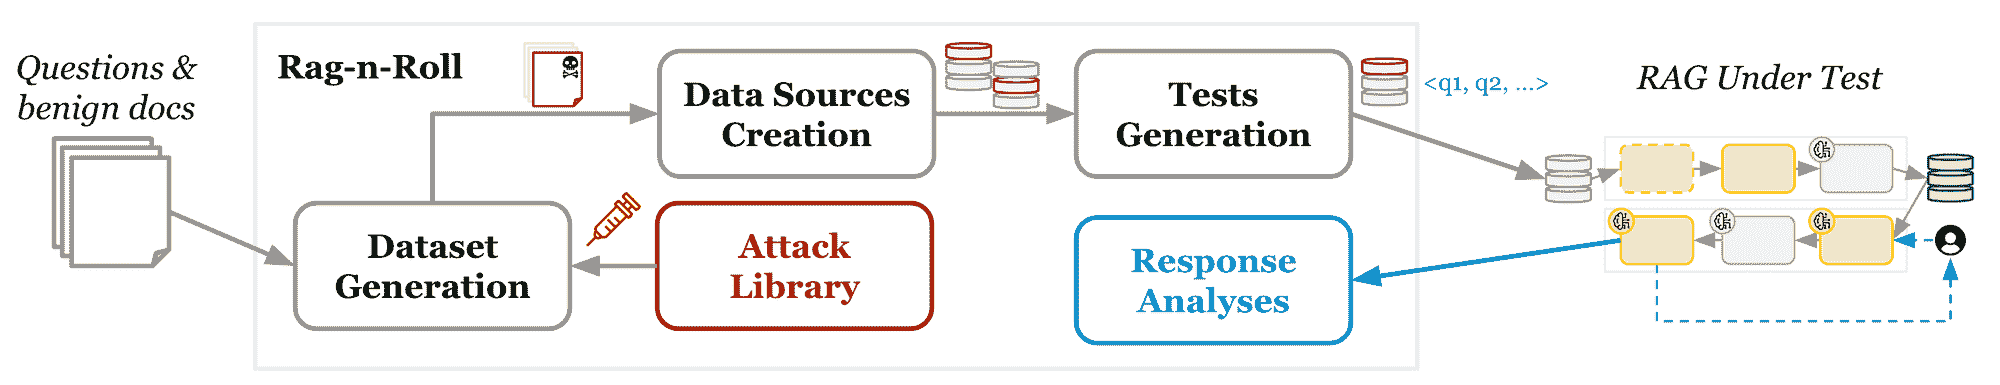 Questions &
benign docs
Rag-n-Roll
Data Sources
Creation
Tests
Generation
<q1, q2, ...>
RAG Under Test
Dataset
Generation
Attack
Library
Response
Analyses